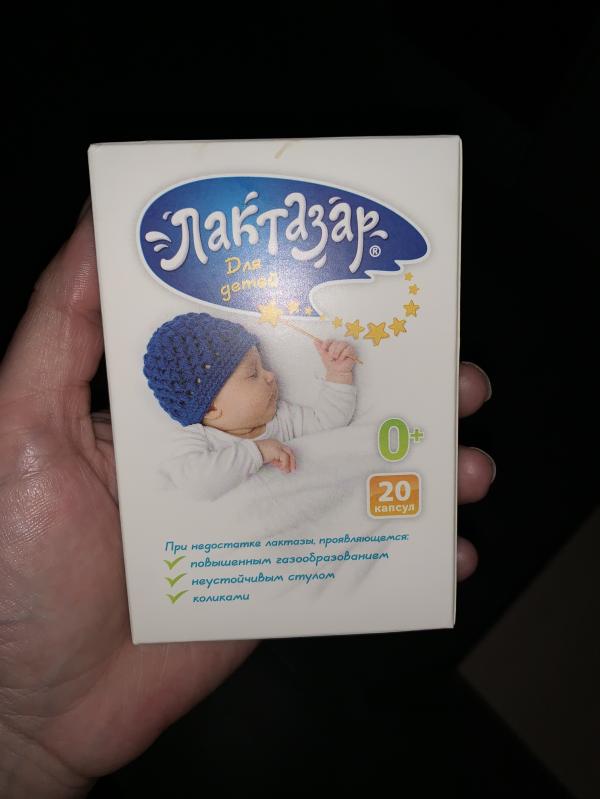 Лактазар®
Для
детей
0+
20
капсул
При недостатке лактазы, проявляющемся:
повышенным газообразованием
неустойчивым стулом
коликами